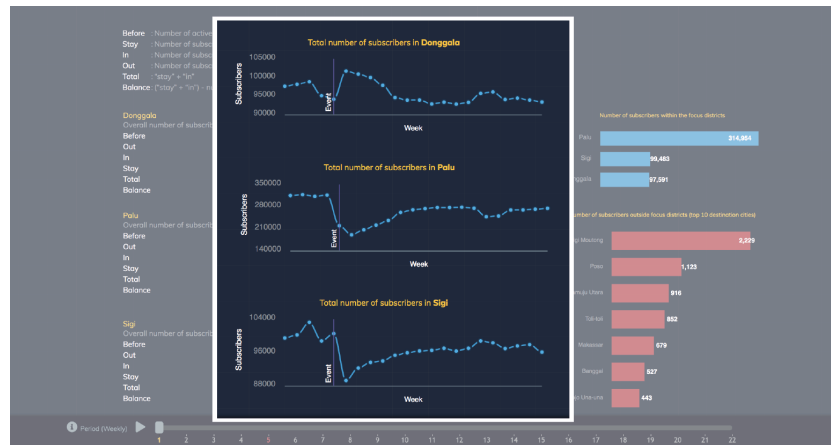 Before : Number of active
Stay : Number of subsc
In : Number of subsc
Out : Number of subsc
Total : "stay" + "in"
Balance ("stay" + "in") - n
Donggala
Overall number of subscrib
Before
Out
In
Stay
Total
Balance
Palu
Overall number of subscrib
Before
Out
In
Stay
Total
Balance
Sigi
Overall number of subscrib
Before
Out
In
Stay
Total
Balance
Total number of subscribers in Donggala
105000
100000
95000
90000
Subscribers
Event
Week
Total number of subscribers in Palu
350000
280000
210000
140000
Subscribers
Event
Week
Total number of subscribers in Sigi
104000
96000
88000
Subscribers
Event
Week
Number of subscribers within the focus districts
Palu 314,864
Sigi 99,483
nggala 97,591
umber of subscribers outside focus districts (top 10 destination cities)
gi Moutong 2,229
Poso 1,123
muju Utara 916
Toli-toli 852
Makassar 679
Banggai 527
jo Una-una 443
Period (Weekly)
1 2 3 4 5 6 7 8 9 10 11 12 13 14 15 16 17 18 19 20 21 22